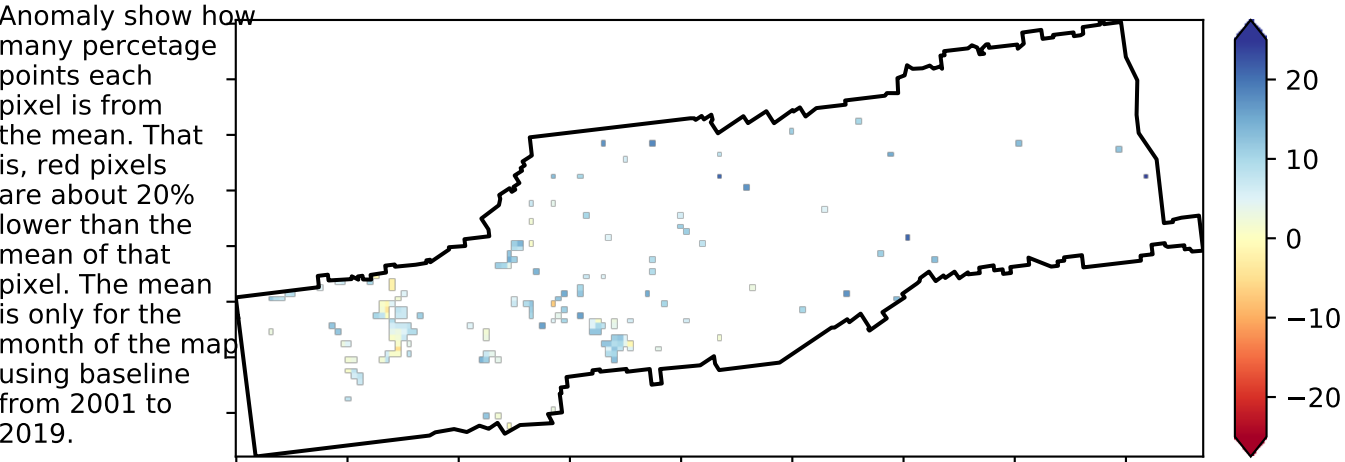 Anomaly show how
many percetage
points each
pixel is from
the mean. That
is, red pixels
are about 20%
lower than the
mean of that
pixel. The mean
is only for the
month of the map
using baseline
from 2001 to
2019.
20
10
0
−10
−20